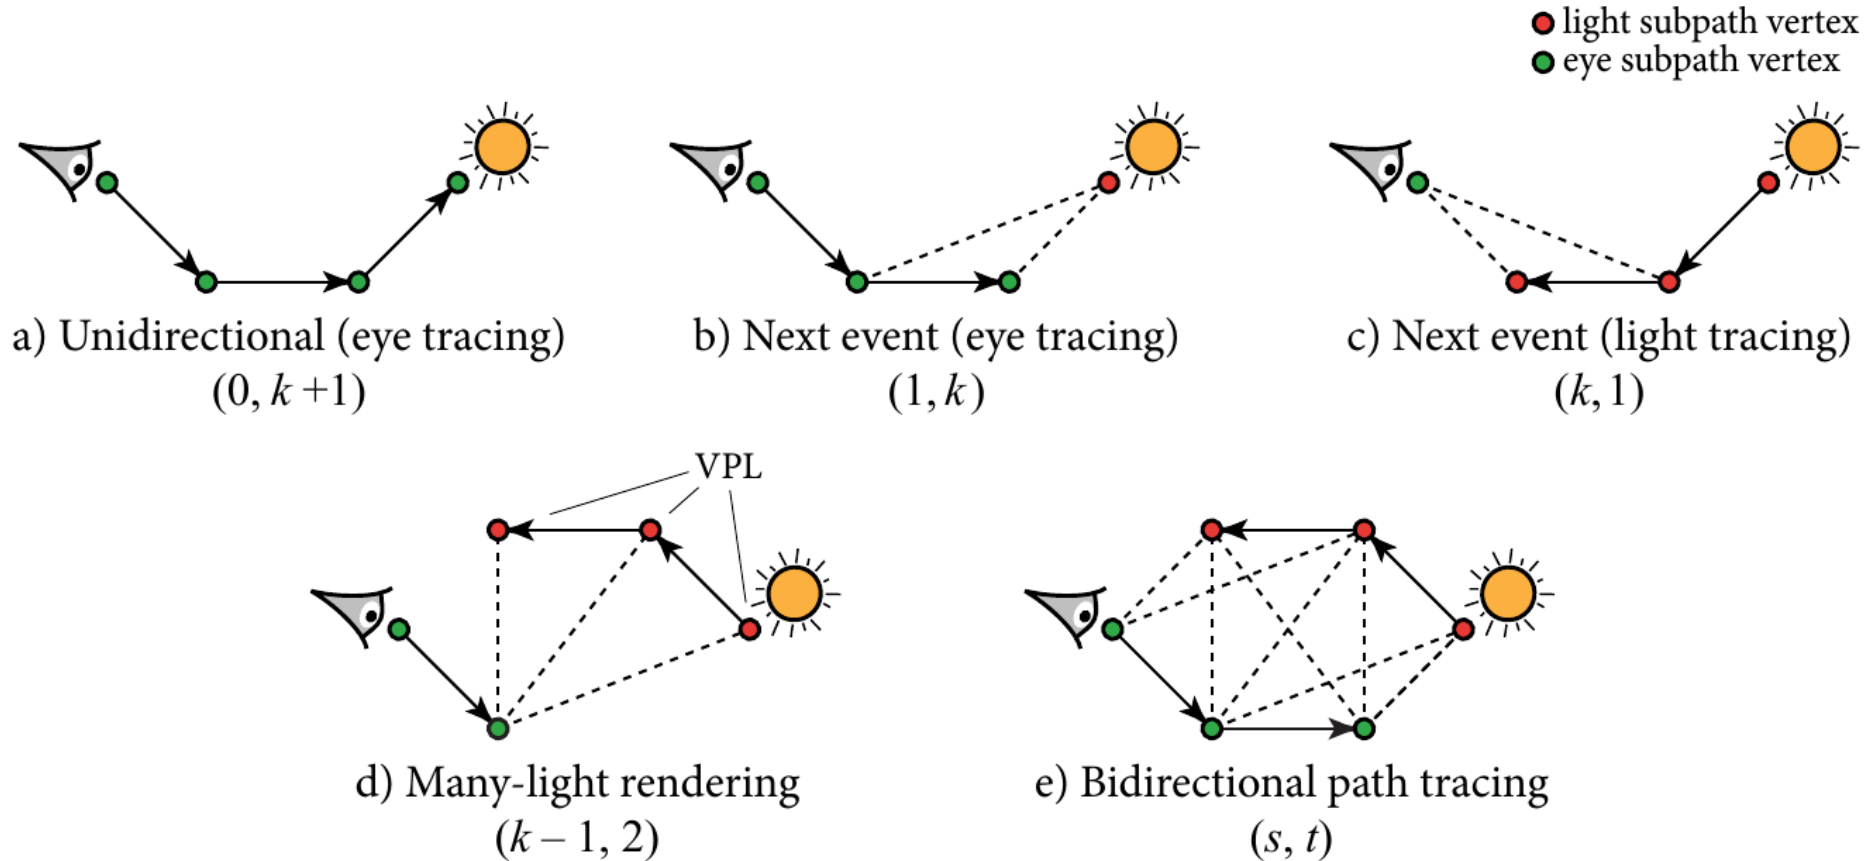 light subpath vertex
eye subpath vertex
a) Unidirectional (eye tracing)
(0, k +1)
b) Next event (eye tracing)
(1, k)
c) Next event (light tracing)
(k, 1)
VPL
d) Many-light rendering
(k – 1, 2)
e) Bidirectional path tracing
(s, t)